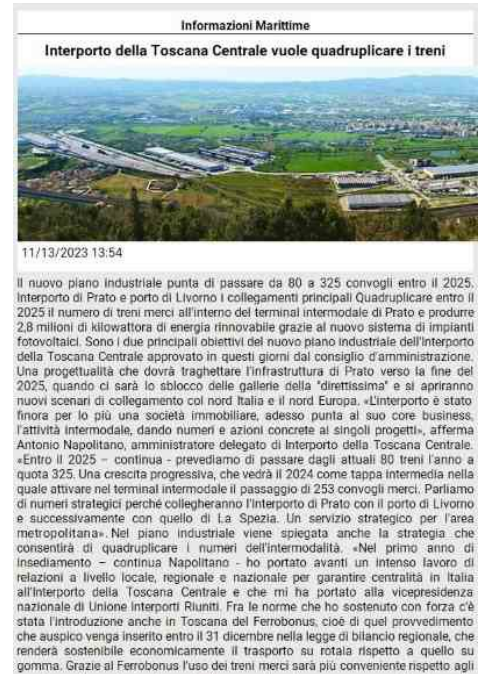 Informazioni Marittime
Interporto della Toscana Centrale vuole quadruplicare i treni
11/13/2023 13:54
Il nuovo piano industriale punta di passare da 80 a 325 convogli entro il 2025.
Interporto di Prato e porto di Livorno i collegamenti principali Quadruplicare entro il
2025 il numero di treni merci all'interno del terminal intermodale di Prato e produrre
2,8 milioni di kilowattora di energia rinnovabile grazie al nuovo sistema di impianti
fotovoltaici. Sono i due principali obiettivi del nuovo piano industriale dell'Interporto
della Toscana Centrale approvato in questi giorni dal consiglio d'amministrazione.
Una progettualità che dovrà traghettare l'infrastruttura di Prato verso la fine del
2025, quando ci sarà lo sblocco delle gallerie della "direttissima" e si apriranno
nuovi scenari di collegamento col nord Italia e il nord Europa. «L'interporto è stato
finora per lo più una società immobiliare, adesso punta al suo core business,
l'attività intermodale, dando numeri e azioni concrete ai singoli progetti», afferma
Antonio Napolitano, amministratore delegato di Interporto della Toscana Centrale.
«Entro il 2025 – continua - prevediamo di passare dagli attuali 80 treni l'anno a
quota 325. Una crescita progressiva, che vedrà il 2024 come tappa intermedia nella
quale attivare nel terminal intermodale il passaggio di 253 convogli merci. Parliamo
di numeri strategici perché collegheranno l'Interporto di Prato con il porto di Livorno
e successivamente con quello di La Spezia. Un servizio strategico per l'area
metropolitana». Nel piano industriale viene spiegata anche la strategia che
consentirà di quadruplicare i numeri dell'intermodalità. «Nel primo anno di
insediamento – continua Napolitano - ho portato avanti un intenso lavoro di
relazioni a livello locale, regionale e nazionale per garantire centralità in Italia
all'Interporto della Toscana Centrale e che mi ha portato alla vicepresidenza
nazionale di Unione Interporti Riuniti. Fra le norme che ho sostenuto con forza c'è
stata l'introduzione anche in Toscana del Ferrobonus, cioè di quel provvedimento
che auspico venga inserito entro il 31 dicembre nella legge di bilancio regionale, che
renderà sostenibile economicamente il trasporto su rotaia rispetto a quello su
gomma. Grazie al Ferrobonus l'uso dei treni merci sarà più conveniente rispetto agli